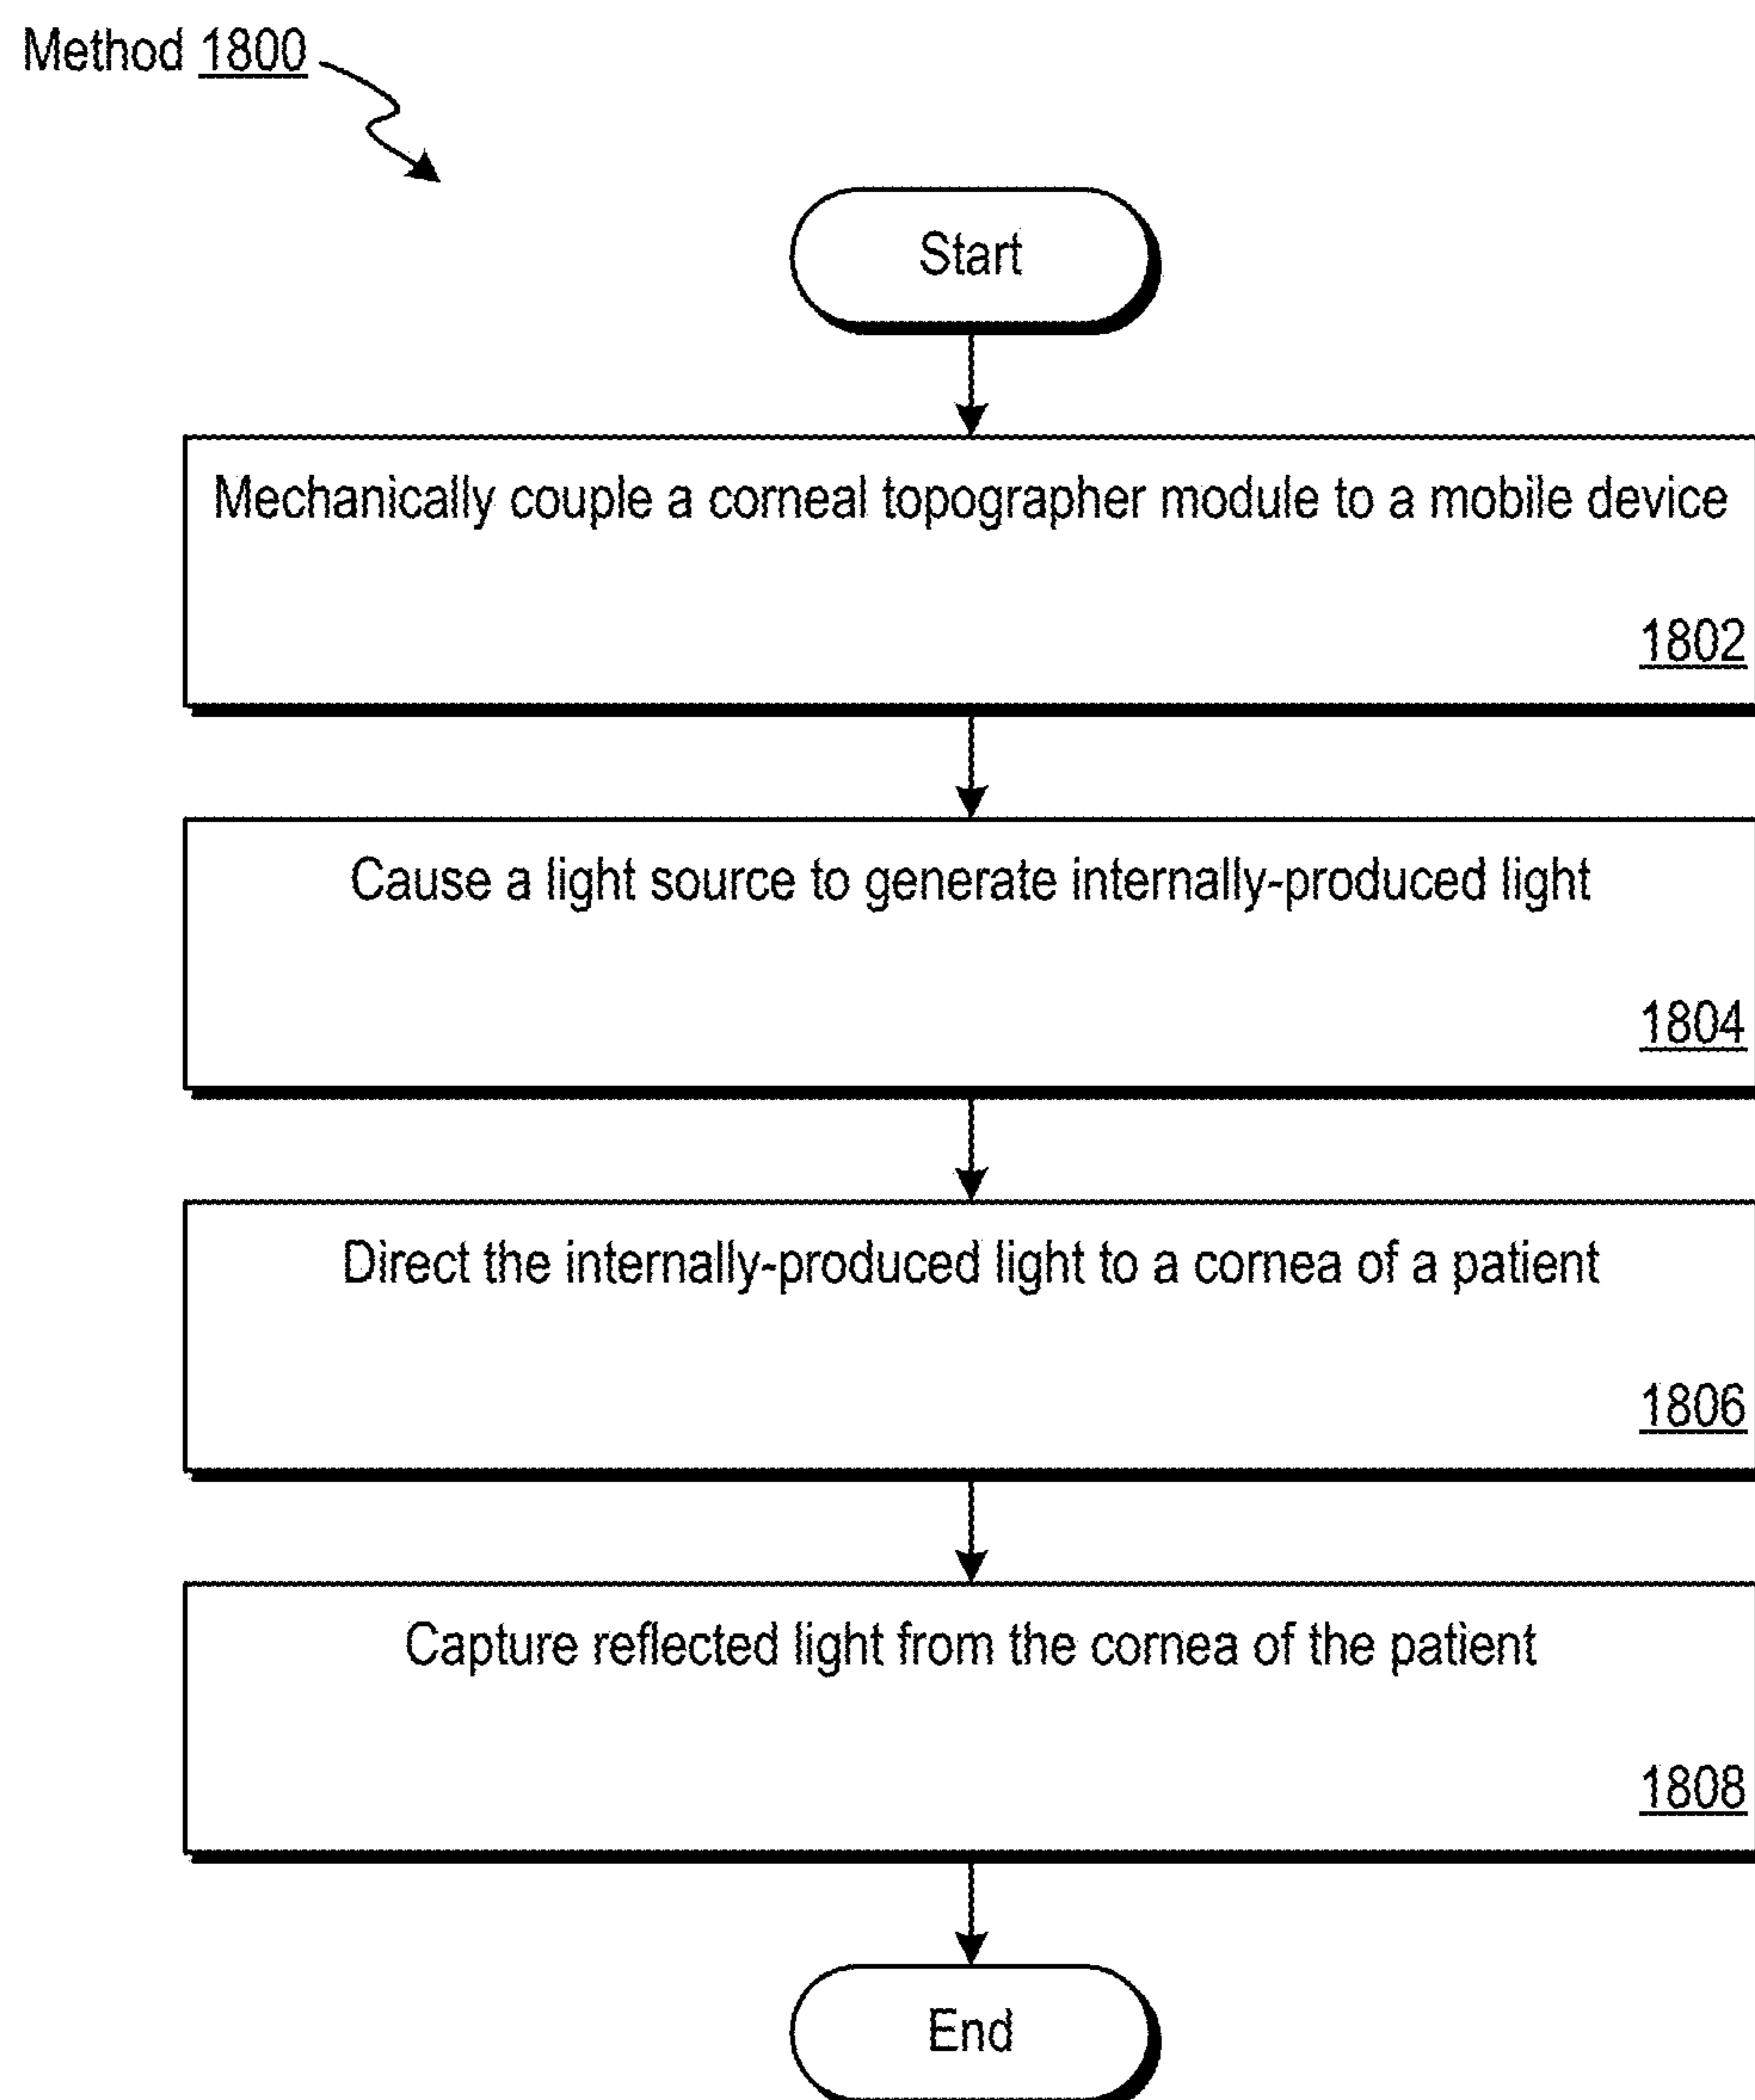 Method 1800
Start
Mechanically couple a corneal topographer module to a mobile device
1802
Cause a light source to generate internally-produced light
1804
Direct the internally-produced light to a cornea of a patient
1806
Capture reflected light from the cornea of the patient
1808
End